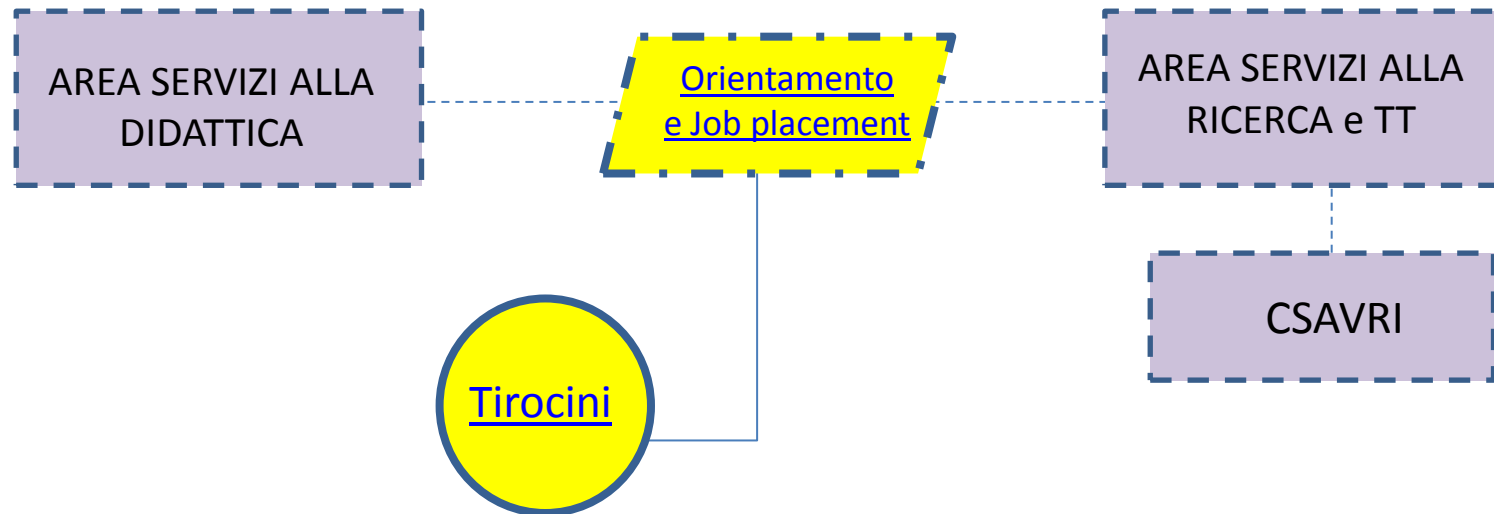 AREA SERVIZI ALLA
DIDATTICA
Orientamento
e Job placement
AREA SERVIZI ALLA
RICERCA e TT
CSAVRI
Tirocini